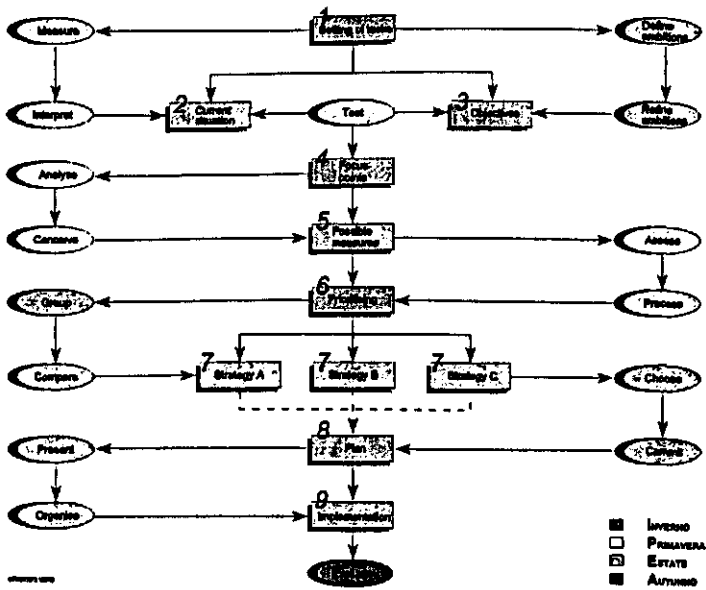 1
Measure
Setting of terms
Define
ambitions
2
3
Interpret
Current
situation
Test
Objectives
Refine
ambitions
4
Analyse
Focus
points
5
Conceive
Possible
measures
Assess
6
Group
Prioritising
Process
7
7
7
Compare
Strategy A
Strategy B
Strategy C
Choose
8
Present
Plan
Commit
9
Organise
Implementation
INVERNO
PRIMAVERA
ESTATE
AUTUNNO